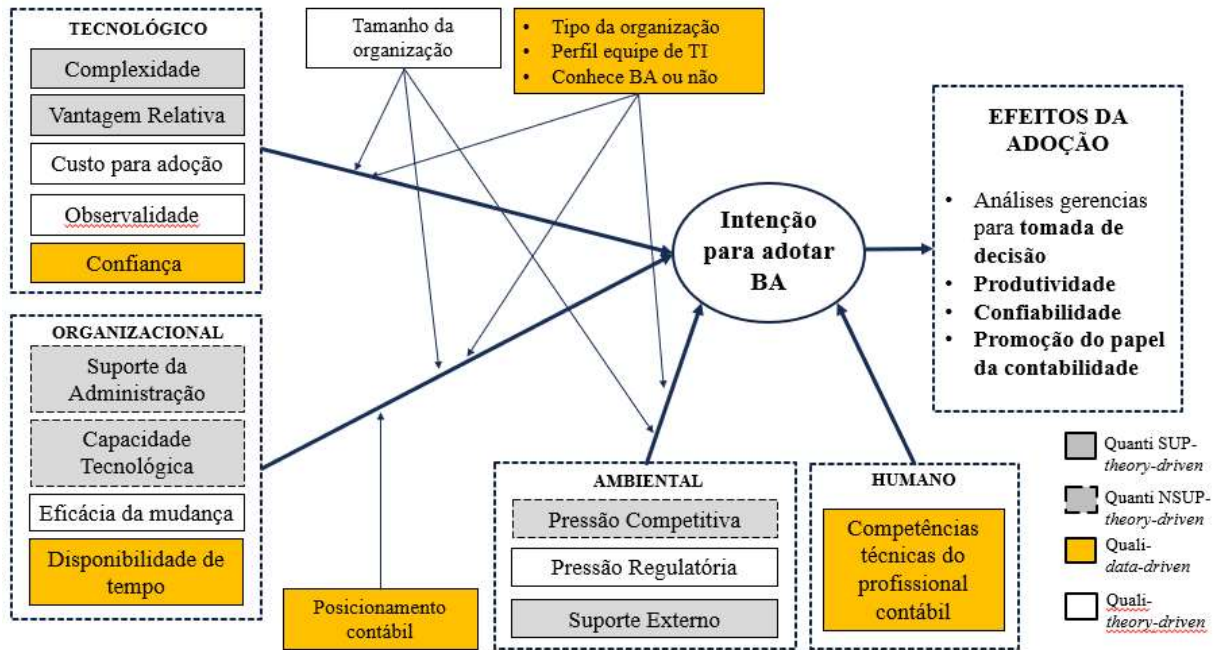 TECNOLÓGICO
Complexidade
Vantagem Relativa
Custo para adoção
Observalidade
Confiança
ORGANIZACIONAL
Suporte da
Administração
Capacidade
Tecnológica
Eficácia da mudança
Disponibilidade de
tempo
Tamanho da
organização
• Tipo da organização
• Perfil equipe de TI
• Conhece BA ou não
Posicionamento
contábil
Intenção
para adotar
BA
AMBIENTAL
Pressão Competitiva
Pressão Regulatória
Suporte Externo
HUMANO
Competências
técnicas do
profissional
contábil
EFEITOS DA
ADOÇÃO
• Análises gerencias
para tomada de
decisão
• Produtividade
• Confiabilidade
• Promoção do papel
da contabilidade
Quanti SUP-
theory-driven
Quanti NSUP-
theory-driven
Quali-
data-driven
Quali-
theory-driven